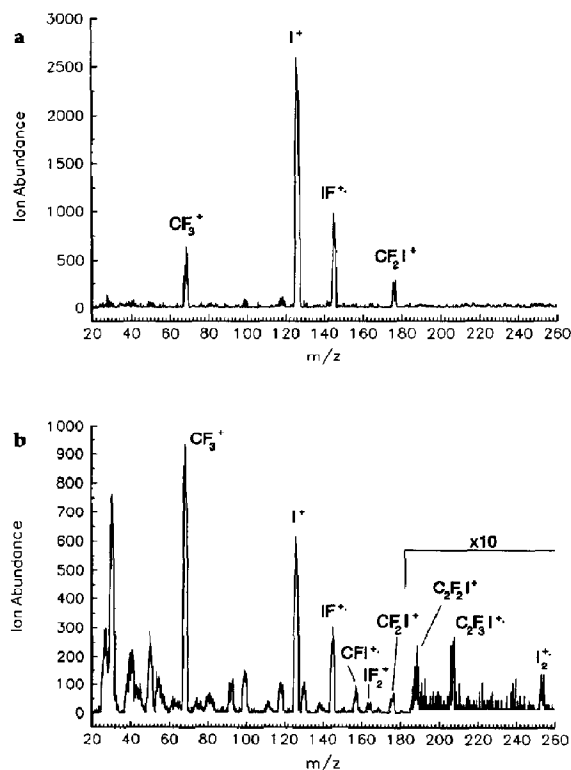 a
3000
2500
2000
1500
1000
500
0
Ion Abundance
CF3+
I+
IF+.
CF2I+
20 40 60 80 100 120 140 160 180 200 220 240 260
m/z
b
1000
900
800
700
600
500
400
300
200
100
0
Ion Abundance
CF3+
I+
IF+.
CFI+.
IF2+
CF2I+
x10
C2F2I+
C2F3I+.
I2+.
20 40 60 80 100 120 140 160 180 200 220 240 260
m/z